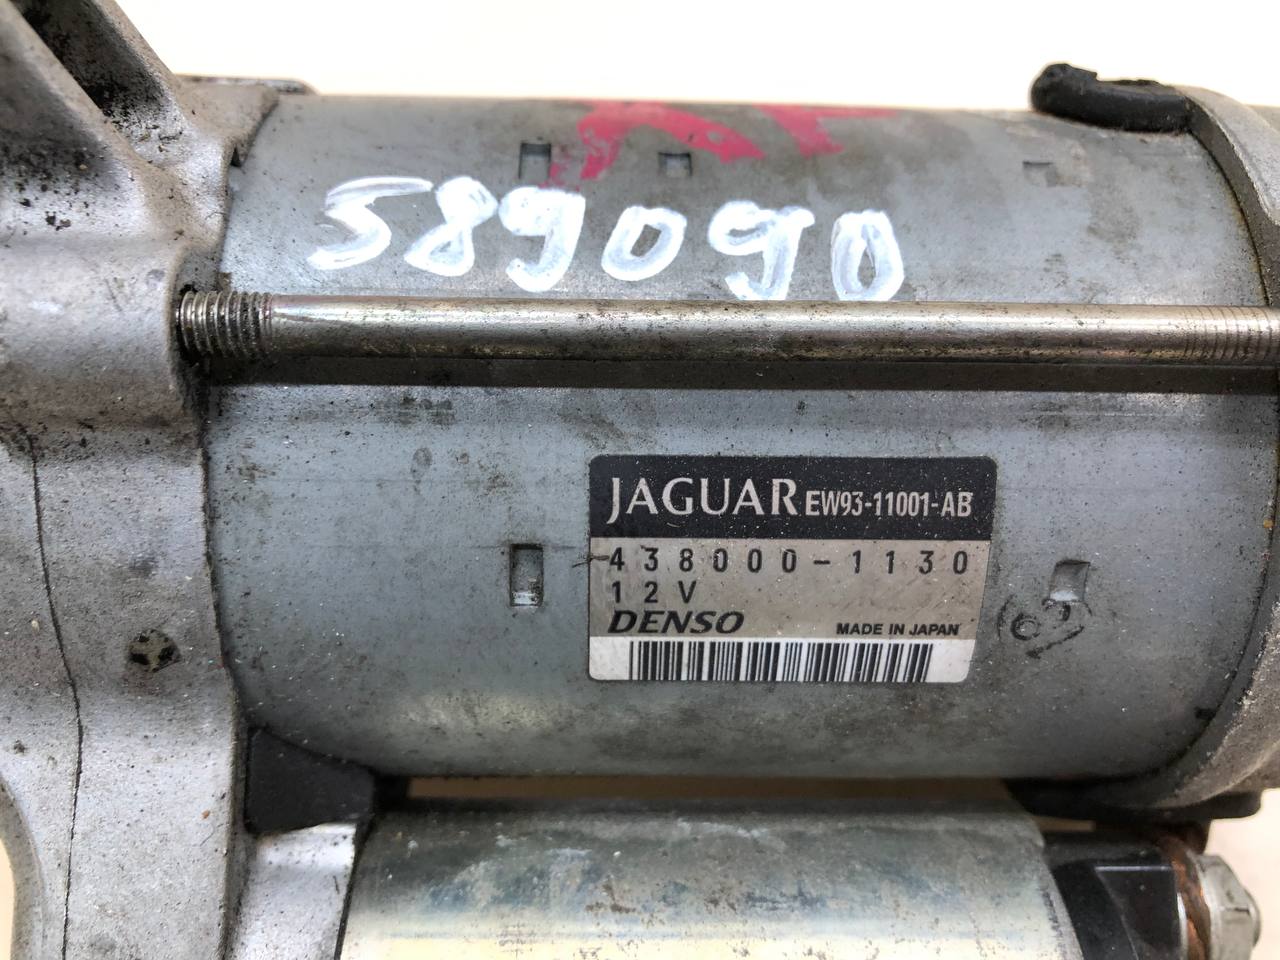 589090
JAGUAR EW93-11001-AB
438000-1130
12V
DENSO MADE IN JAPAN